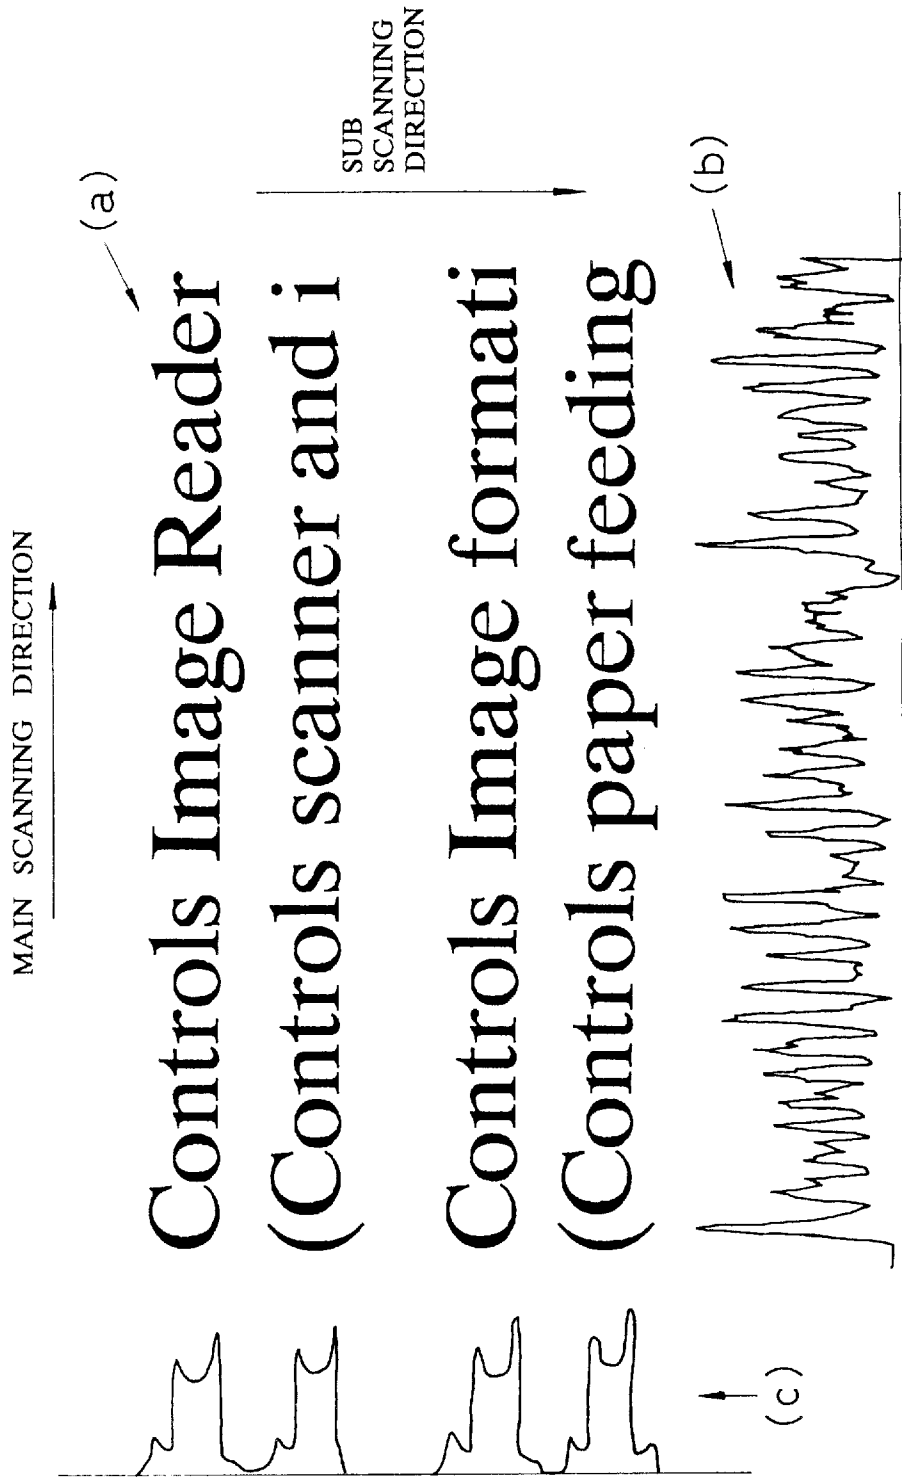 MAIN SCANNING DIRECTION
(a)
Controls Image Reader
(Controls scanner and i
SUB
SCANNING
DIRECTION
Controls Image formati
(Controls paper feeding
(b)
(c)